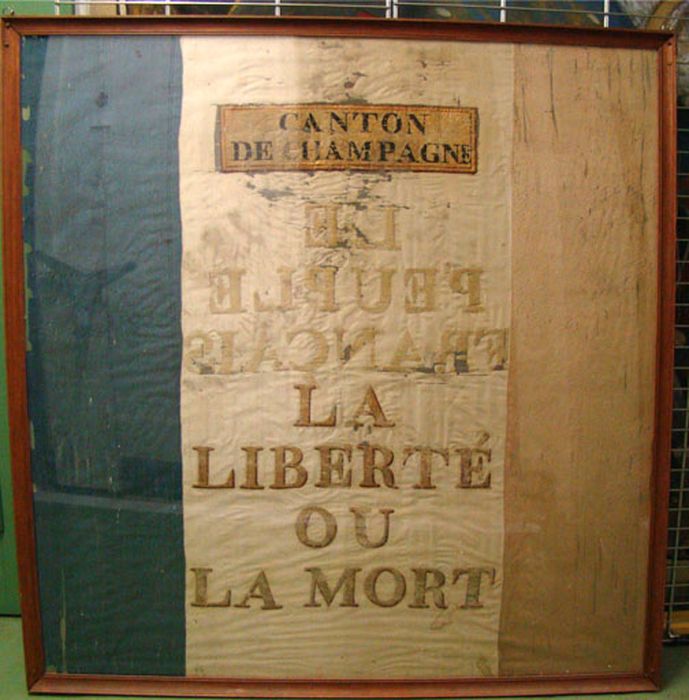 CANTON
DE CHAMPAGNE
LE
PEUPLE
FRANÇAIS
LA
LIBERTÉ
OU
LA MORT